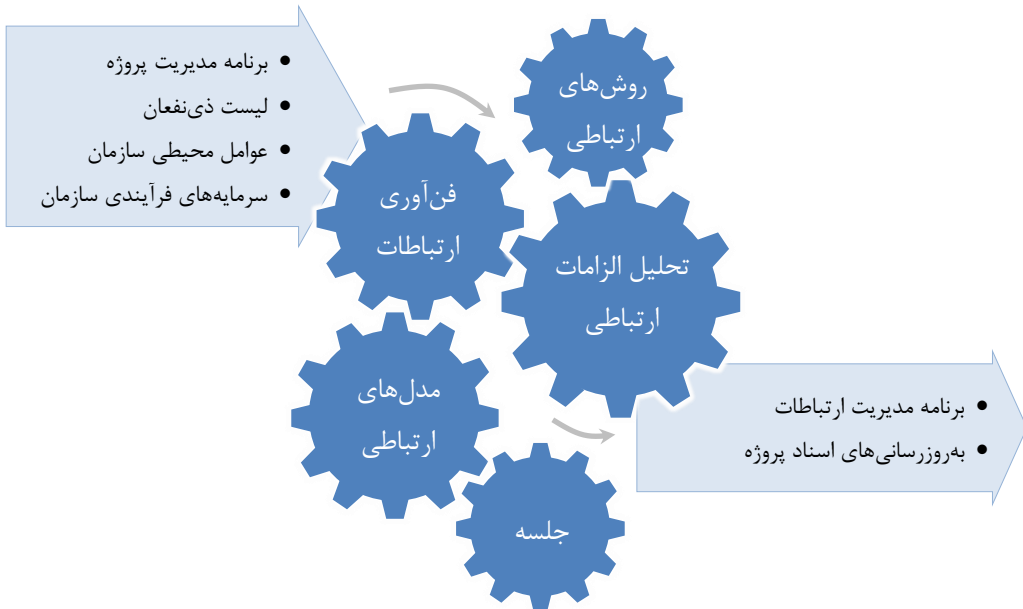 برنامه مدیریت پروژه
لیست ذی‌نفعان
عوامل محیطی سازمان
سرمایه‌های فرآیندی سازمان
روش‌های
ارتباطی
فن‌آوری
ارتباطات
تحلیل الزامات
ارتباطی
مدل‌های
ارتباطی
جلسه
برنامه مدیریت ارتباطات
به‌روزرسانی‌های اسناد پروژه